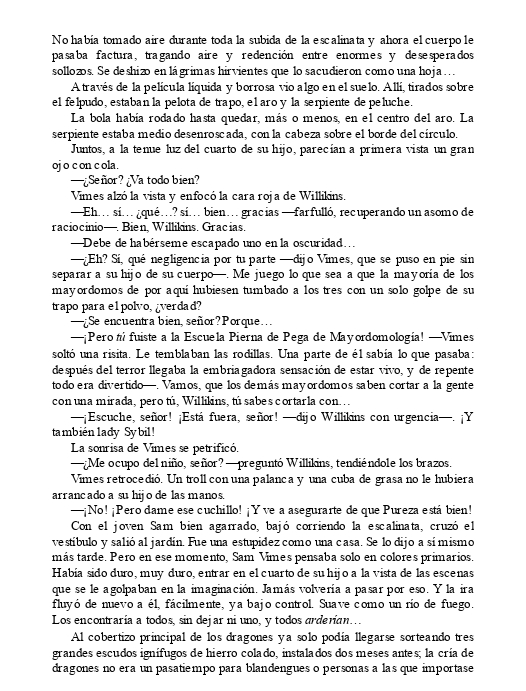 No había tomado aire durante toda la subida de la escalinata y ahora el cuerpo le
pasaba factura, tragando aire y redención entre enormes y desesperados
sollozos. Se deshizo en lágrimas hirvientes que lo sacudieron como una hoja…
A través de la película líquida y borrosa vio algo en el suelo. Allí, tirados sobre
el felpudo, estaban la pelota de trapo, el aro y la serpiente de peluche.
La bola había rodado hasta quedar, más o menos, en el centro del aro. La
serpiente estaba medio desenroscada, con la cabeza sobre el borde del círculo.
Juntos, a la tenue luz del cuarto de su hijo, parecían a primera vista un gran
ojo con cola.
—¿Señor? ¿Va todo bien?
Vimes alzó la vista y enfocó la cara roja de Willikins.
—Eh… sí… ¿qué…? sí… bien… gracias —farfulló, recuperando un asomo de
raciocinio—. Bien, Willikins. Gracias.
—Debe de habérseme escapado uno en la oscuridad…
—¿Eh? Sí, qué negligencia por tu parte —dijo Vimes, que se puso en pie sin
separar a su hijo de su cuerpo—. Me juego lo que sea a que la mayoría de los
mayordomos de por aquí hubiesen tumbado a los tres con un solo golpe de su
trapo para el polvo, ¿verdad?
—¿Se encuentra bien, señor? Porque…
—¡Pero tú fuiste a la Escuela Pierna de Pega de Mayordomología! —Vimes
soltó una risita. Le temblaban las rodillas. Una parte de él sabía lo que pasaba:
después del terror llegaba la embriagadora sensación de estar vivo, y de repente
todo era divertido—. Vamos, que los demás mayordomos saben cortar a la gente
con una mirada, pero tú, Willikins, tú sabes cortarla con…
—¡Escuche, señor! ¡Está fuera, señor! —dijo Willikins con urgencia—. ¡Y
también lady Sybil!
La sonrisa de Vimes se petrificó.
—¿Me ocupo del niño, señor? —preguntó Willikins, tendiéndole los brazos.
Vimes retrocedió. Un troll con una palanca y una cuba de grasa no le hubiera
arrancado a su hijo de las manos.
—¡No! ¡Pero dame ese cuchillo! ¡Y ve a asegurarte de que Pureza está bien!
Con el joven Sam bien agarrado, bajó corriendo la escalinata, cruzó el
vestíbulo y salió al jardín. Fue una estupidez como una casa. Se lo dijo a sí mismo
más tarde. Pero en ese momento, Sam Vimes pensaba solo en colores primarios.
Había sido duro, muy duro, entrar en el cuarto de su hijo a la vista de las escenas
que se le agolpaban en la imaginación. Jamás volvería a pasar por eso. Y la ira
fluyó de nuevo a él, fácilmente, ya bajo control. Suave como un río de fuego.
Los encontraría a todos, sin dejar ni uno, y todos arderían…
Al cobertizo principal de los dragones ya solo podía llegarse sorteando tres
grandes escudos ignífugos de hierro colado, instalados dos meses antes; la cría de
dragones no era un pasatiempo para blandengues o personas a las que importase